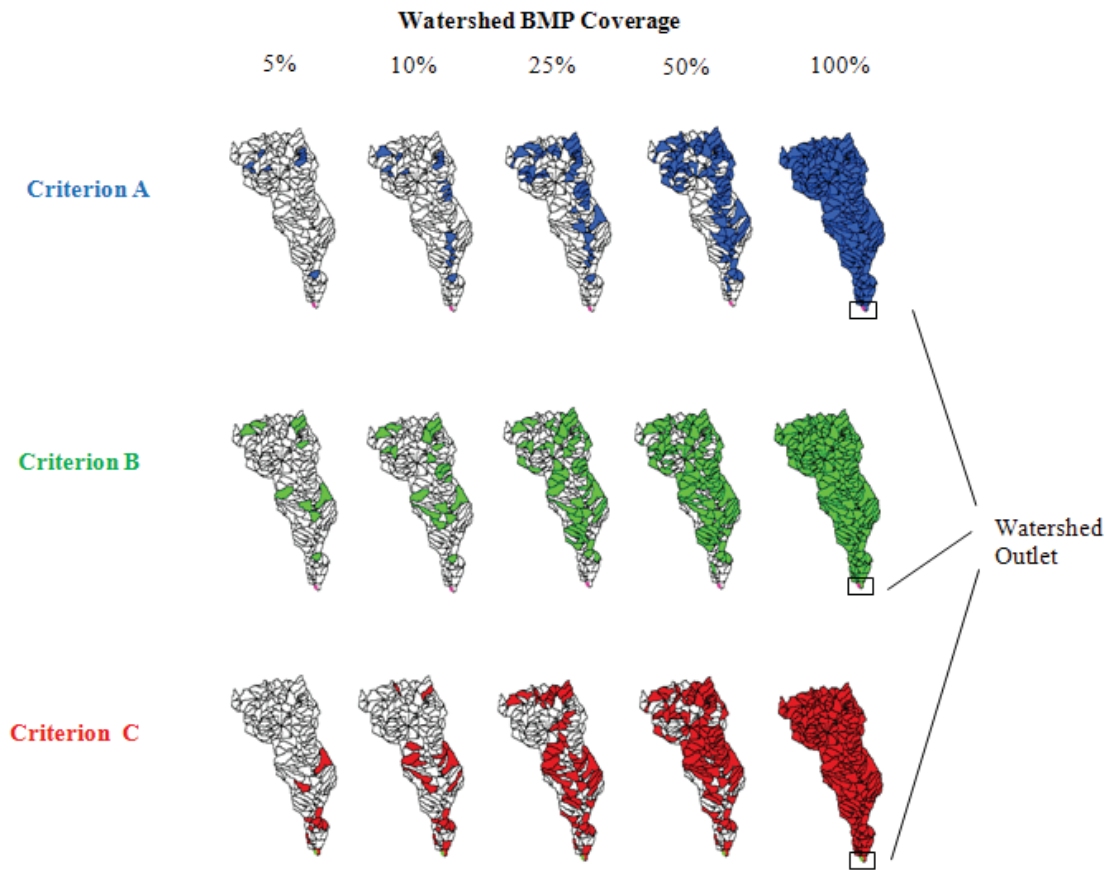 Watershed BMP Coverage
5% 10% 25% 50% 100%
Criterion A
Criterion B
Watershed
Outlet
Criterion C